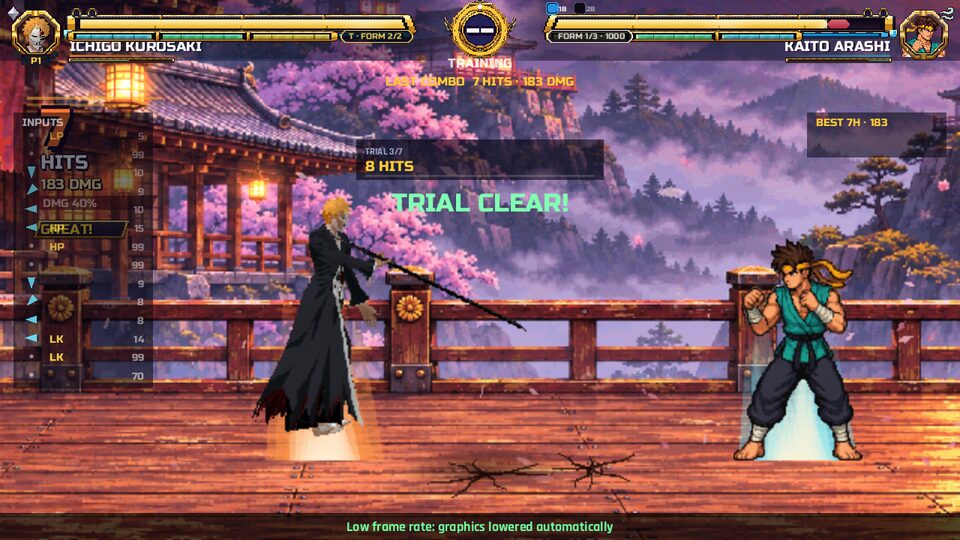 18
28
T · FORM 2/2
FORM 1/3 · 1000
ICHIGO KUROSAKI
KAITO ARASHI
P1
TRAINING
LAST COMBO 7 HITS · 183 DMG
INPUTS
BEST 7H · 183
LP 5
99
HITS
10
183 DMG
9
DMG 40%
10
GREAT!
15
HP 99
99
9
8
8
LK 14
LK 99
70
TRIAL 3/7
8 HITS
TRIAL CLEAR!
Low frame rate: graphics lowered automatically